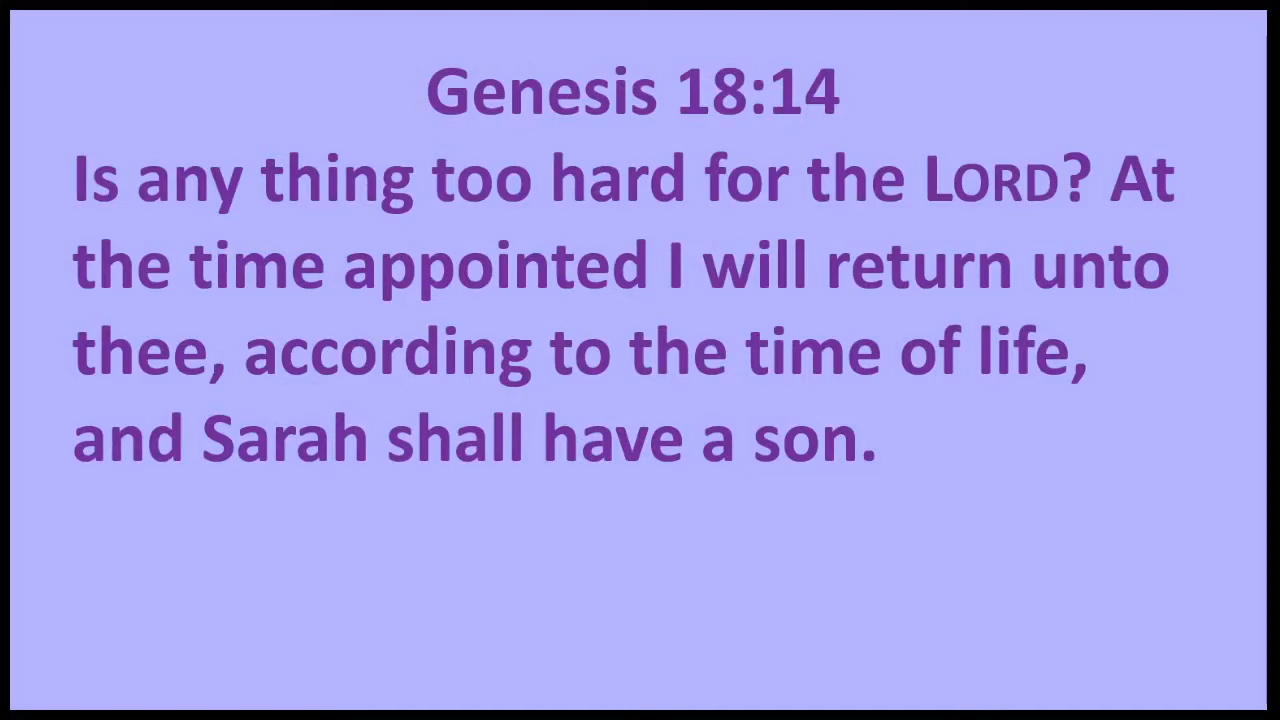 Genesis 18:14
Is any thing too hard for the LORD? At
the time appointed I will return unto
thee, according to the time of life,
and Sarah shall have a son.